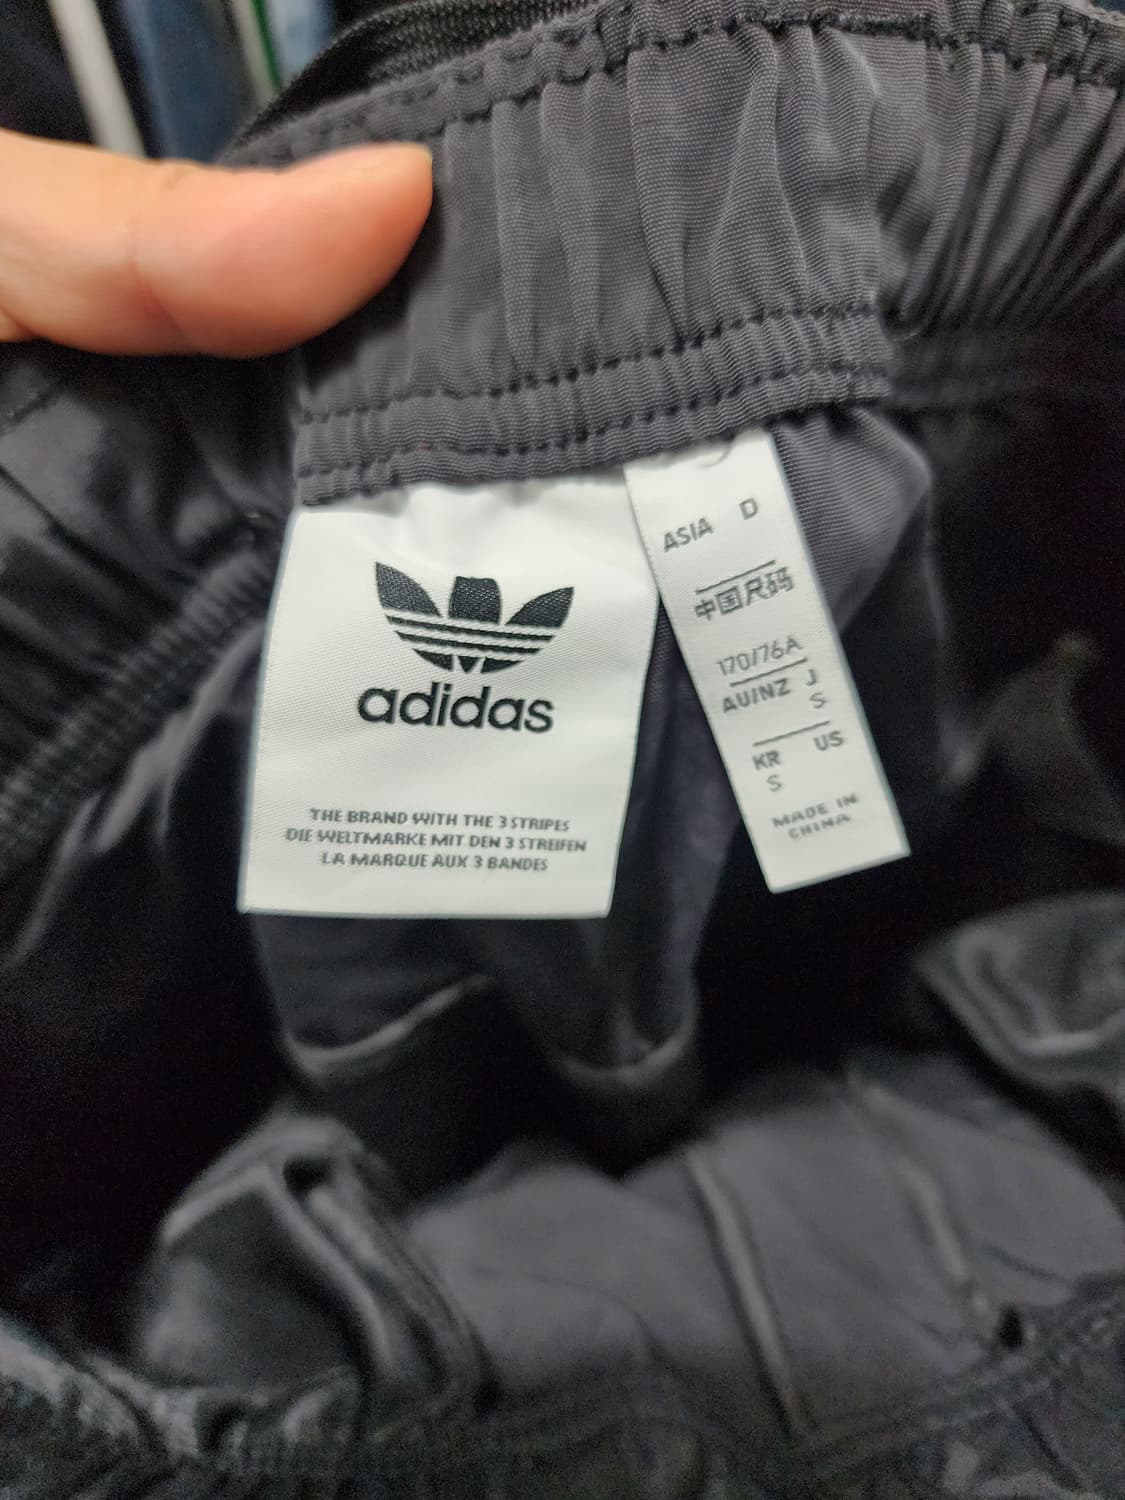 adidas
THE BRAND WITH THE 3 STRIPES
DIE WELTMARKE MIT DEN 3 STREIFEN
LA MARQUE AUX 3 BANDES
ASIA D
中国尺码
170/76A
AU/NZ J
S
KR US
S
MADE IN
CHINA